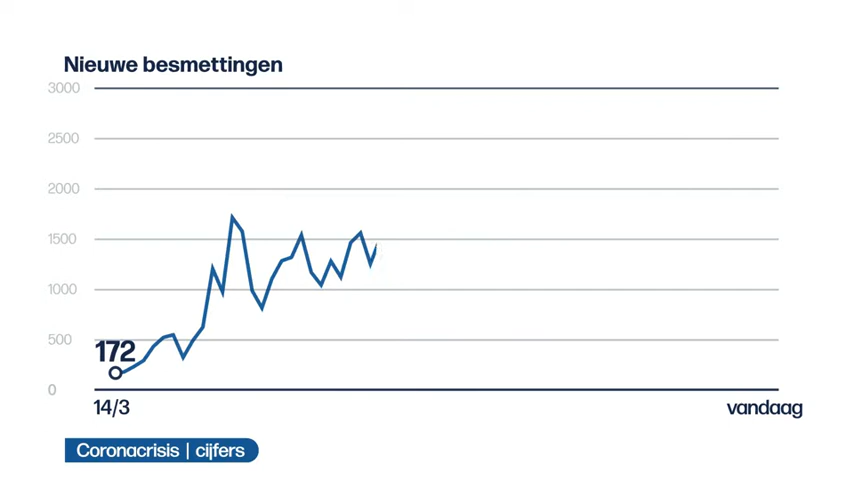 Nieuwe besmettingen
3000
2500
2000
1500
1000
500
172
0
14/3 vandaag
Coronacrisis | cijfers